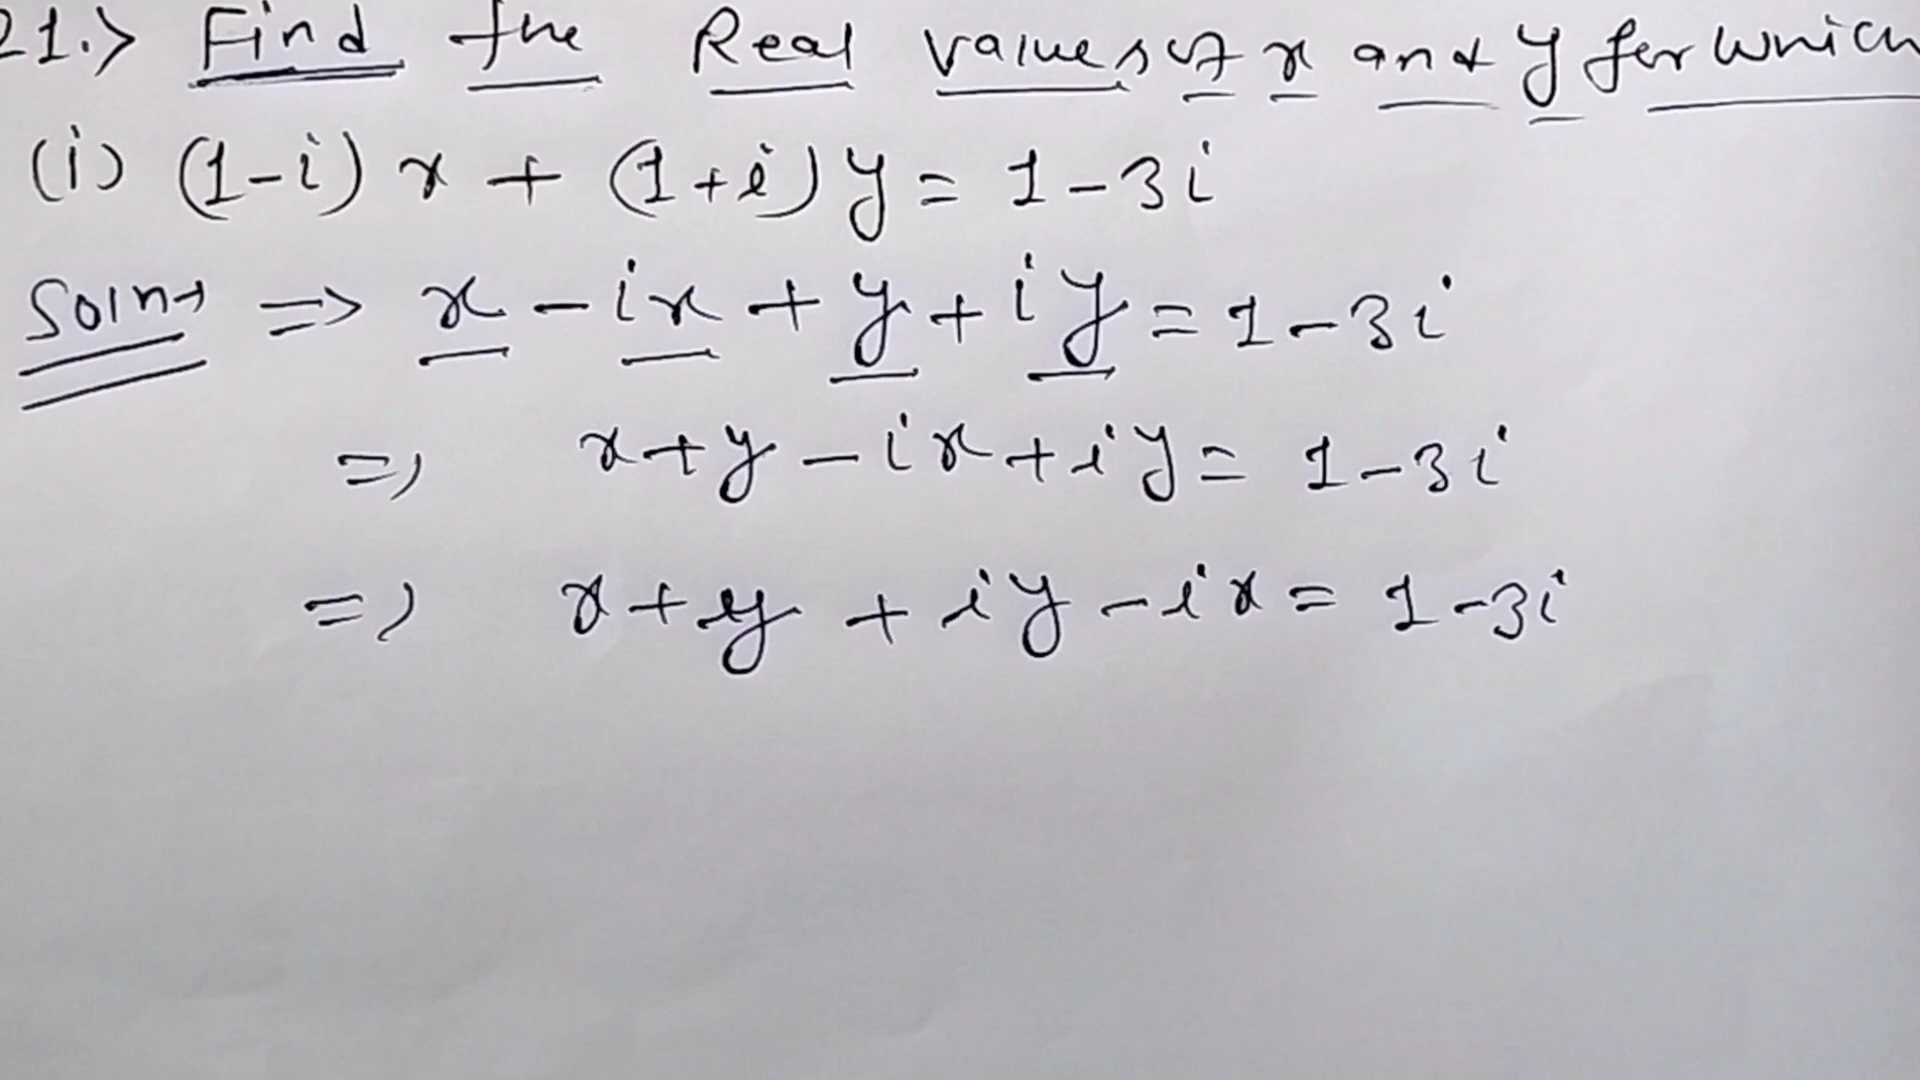 21.> Find the Real values of x and y for which
(i) (1-i) x + (1+i) y = 1-3i
Soln → => x - ix + y + iy = 1-3i
=> x+y - ix + iy = 1-3i
=> x+y + iy - ix = 1-3i